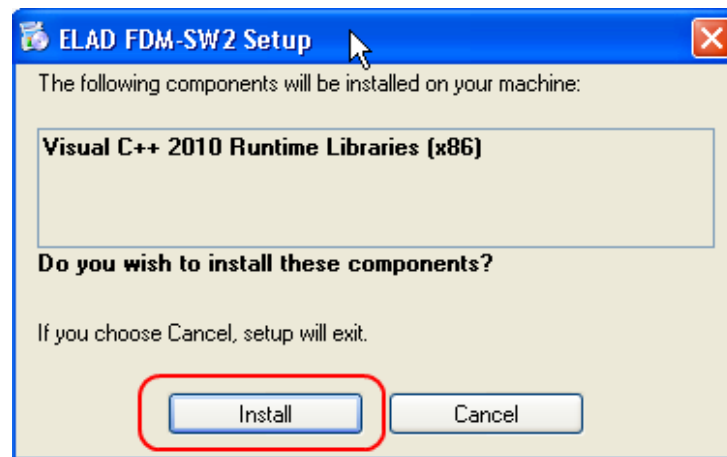 ELAD FDM-SW2 Setup
The following components will be installed on your machine:
Visual C++ 2010 Runtime Libraries (x86)
Do you wish to install these components?
If you choose Cancel, setup will exit.
Install Cancel